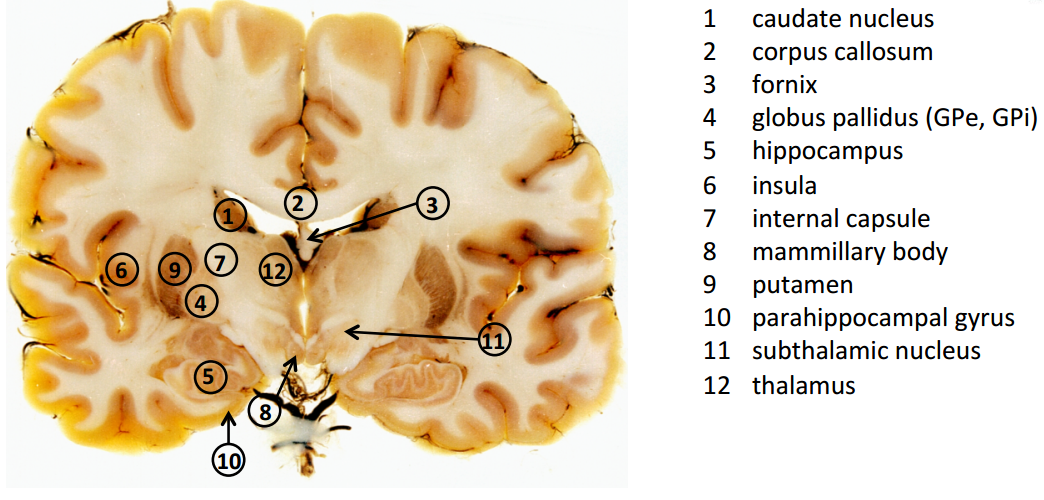 1 caudate nucleus
2 corpus callosum
3 fornix
4 globus pallidus (GPe, GPi)
5 hippocampus
6 insula
7 internal capsule
8 mammillary body
9 putamen
10 parahippocampal gyrus
11 subthalamic nucleus
12 thalamus
2
1
3
7
6
9
12
4
11
5
8
10